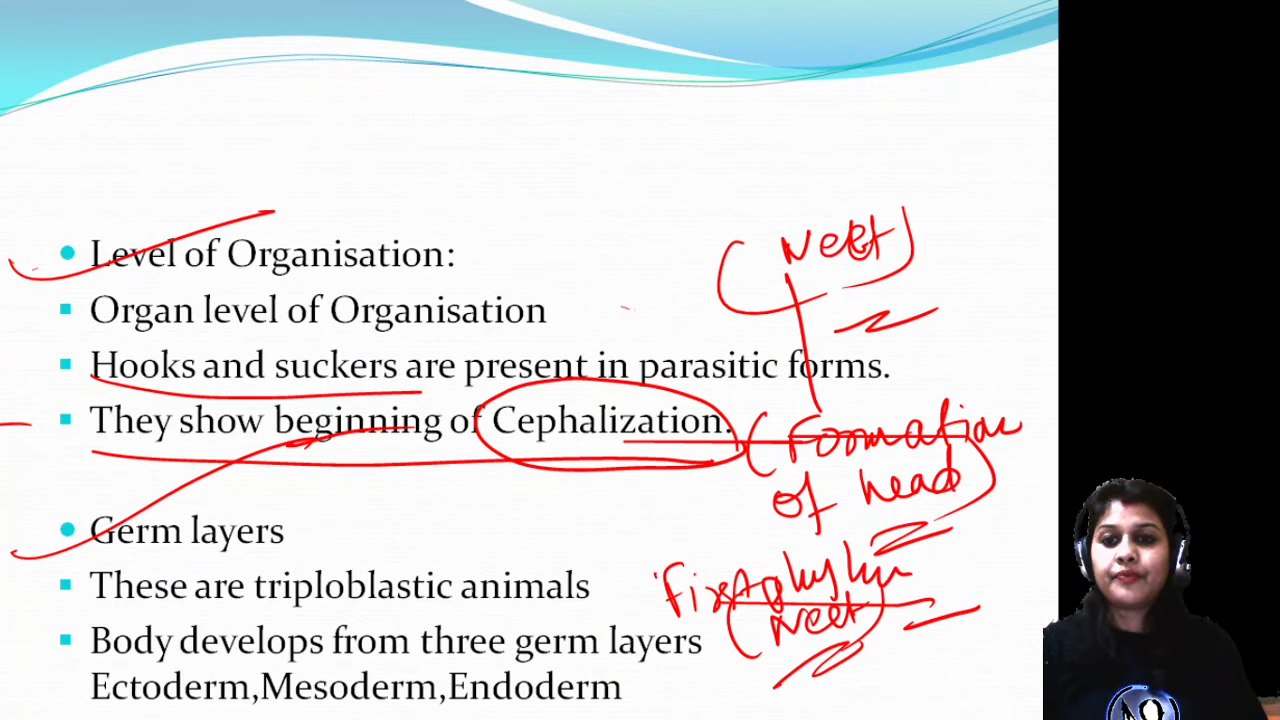 Level of Organisation:
Organ level of Organisation
Hooks and suckers are present in parasitic forms.
They show beginning of Cephalization.
Germ layers
These are triploblastic animals
Body develops from three germ layers
Ectoderm,Mesoderm,Endoderm
(Neet)
(Formation
of head)
First phylum
(Neet)